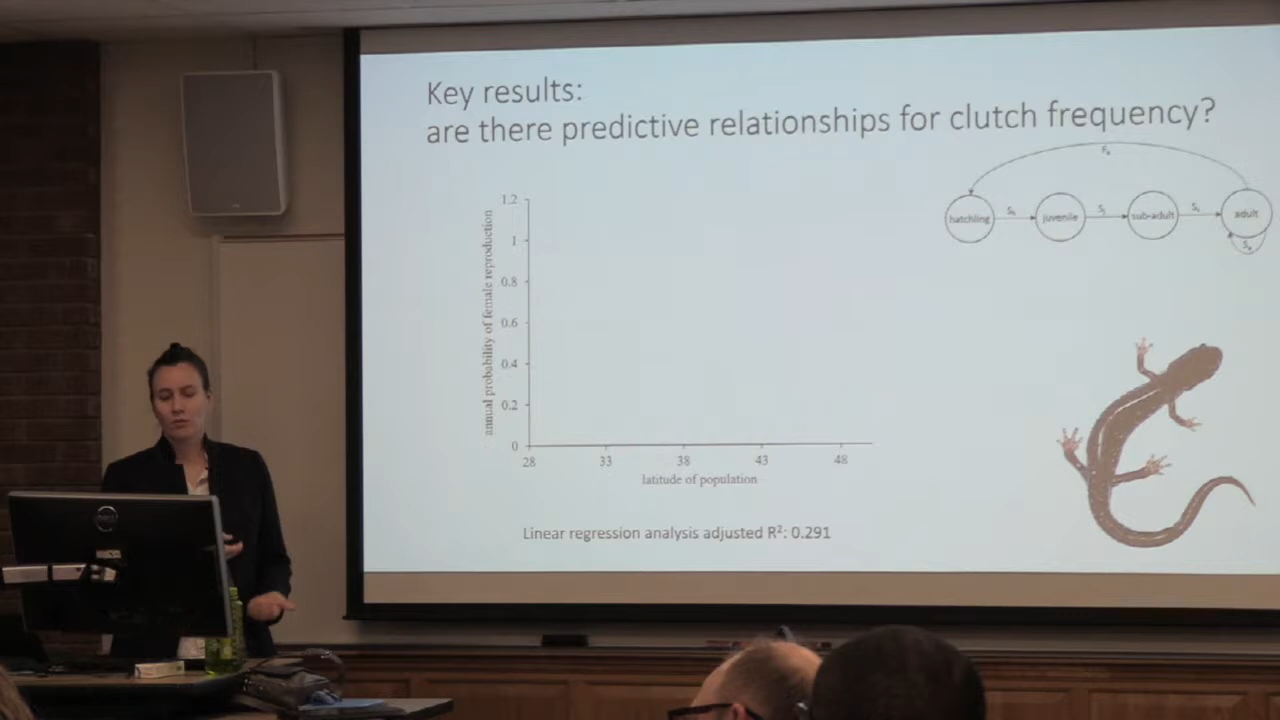 Key results:
are there predictive relationships for clutch frequency?
hatchling
juvenile
sub-adult
adult
annual probability of female reproduction
1.2
1
0.8
0.6
0.4
0.2
0
28
33
38
43
48
latitude of population
Linear regression analysis adjusted R²: 0.291
DELL